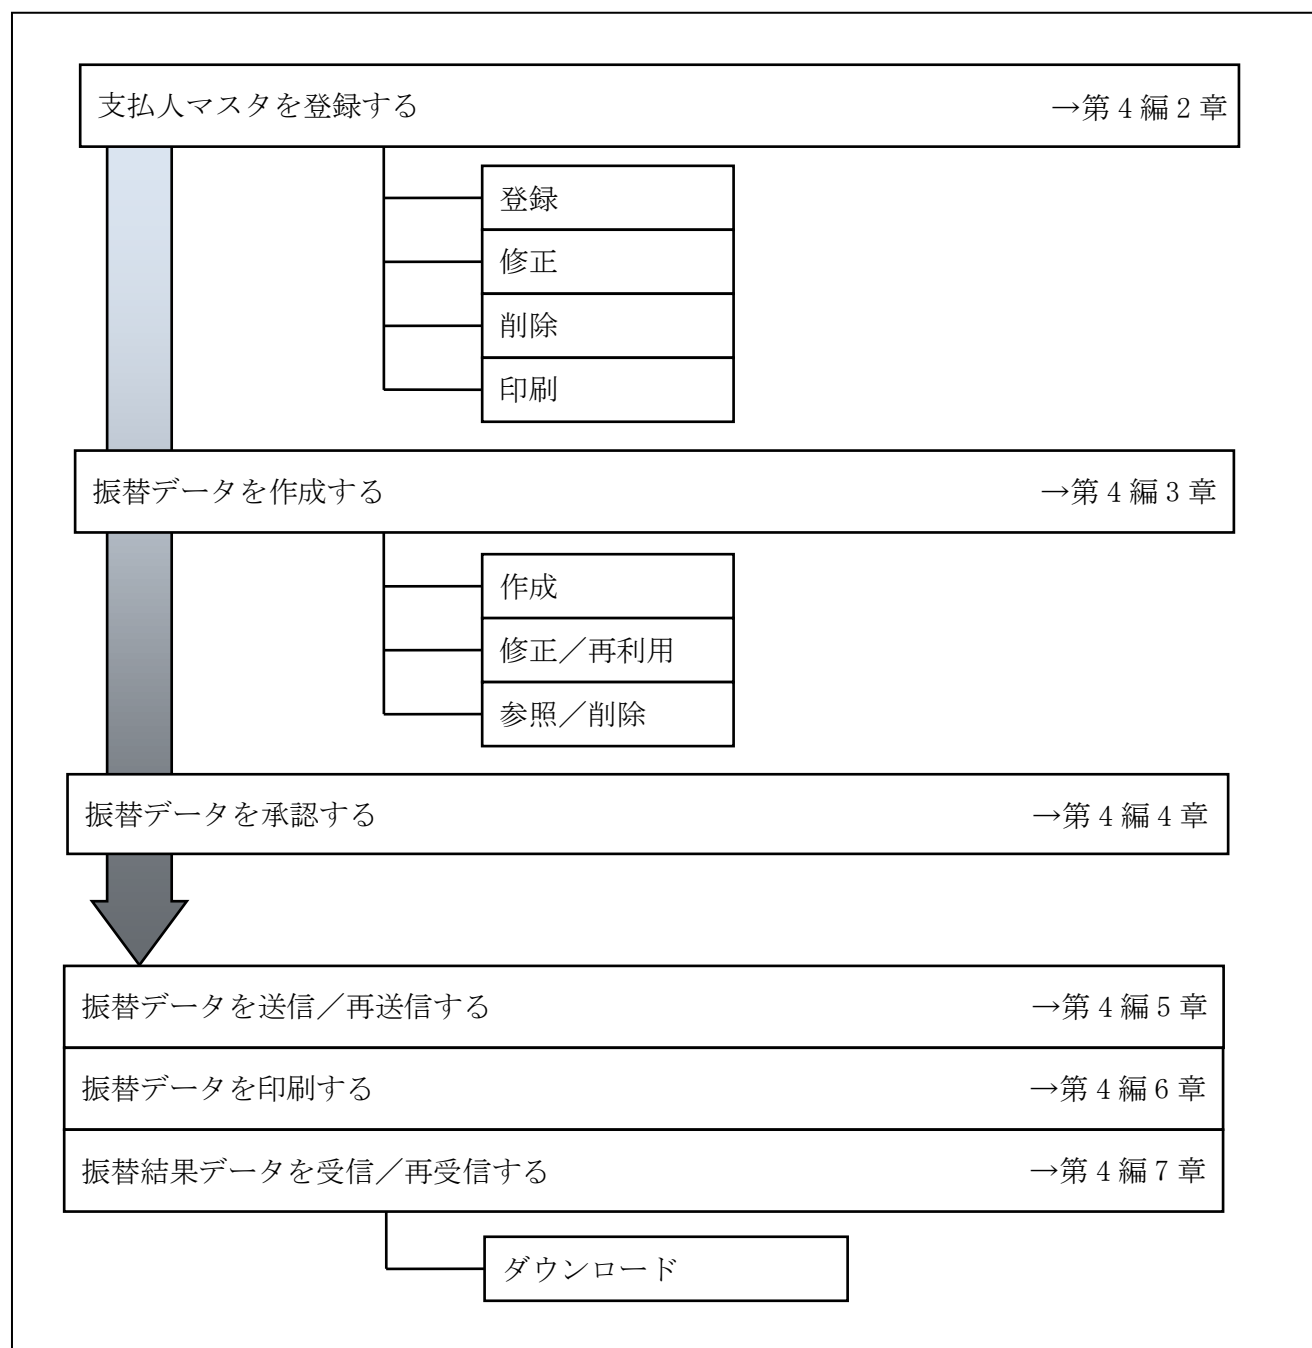 支払人マスタを登録する →第4編2章
登録
修正
削除
印刷
振替データを作成する →第4編3章
作成
修正／再利用
参照／削除
振替データを承認する →第4編4章
振替データを送信／再送信する →第4編5章
振替データを印刷する →第4編6章
振替結果データを受信／再受信する →第4編7章
ダウンロード